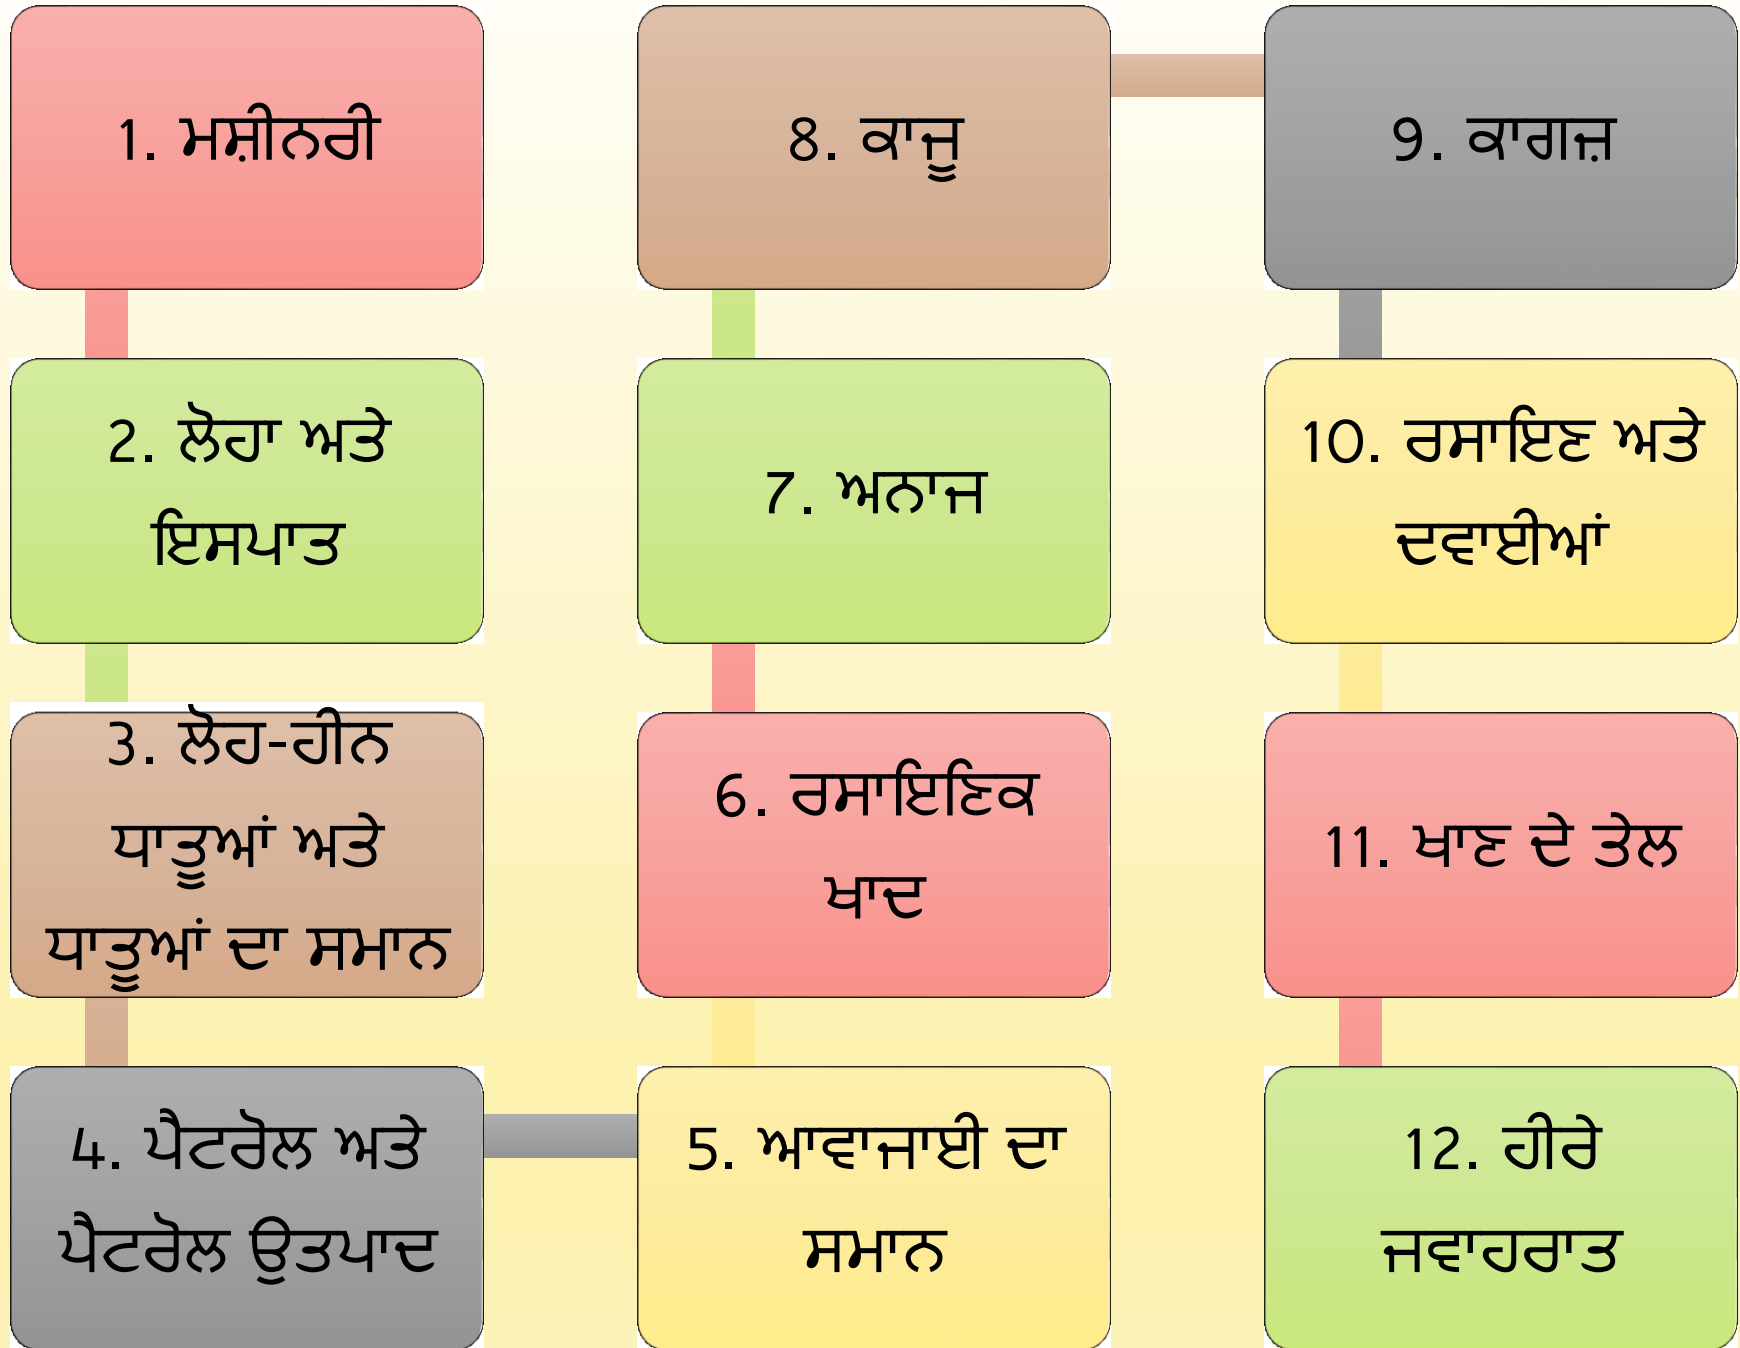 1. ਮਸ਼ੀਨਰੀ
2. ਲੋਹਾ ਅਤੇ
ਇਸਪਾਤ
3. ਲੋਹ-ਹੀਨ
ਧਾਤੂਆਂ ਅਤੇ
ਧਾਤੂਆਂ ਦਾ ਸਮਾਨ
4. ਪੈਟਰੋਲ ਅਤੇ
ਪੈਟਰੋਲ ਉਤਪਾਦ
5. ਆਵਾਜਾਈ ਦਾ
ਸਮਾਨ
6. ਰਸਾਇਣਿਕ
ਖਾਦ
7. ਅਨਾਜ
8. ਕਾਜੂ
9. ਕਾਗਜ਼
10. ਰਸਾਇਣ ਅਤੇ
ਦਵਾਈਆਂ
11. ਖਾਣ ਦੇ ਤੇਲ
12. ਹੀਰੇ
ਜਵਾਹਰਾਤ